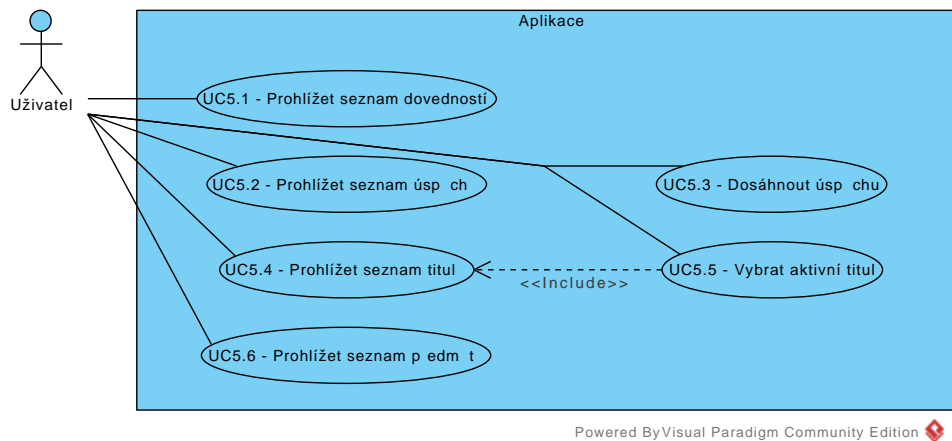 Aplikace
Uživatel
UC5.1 - Prohlížet seznam dovedností
UC5.2 - Prohlížet seznam úsp ch
UC5.3 - Dosáhnout úsp chu
UC5.4 - Prohlížet seznam titul
<<Include>>
UC5.5 - Vybrat aktivní titul
UC5.6 - Prohlížet seznam p edm t
Powered ByVisual Paradigm Community Edition